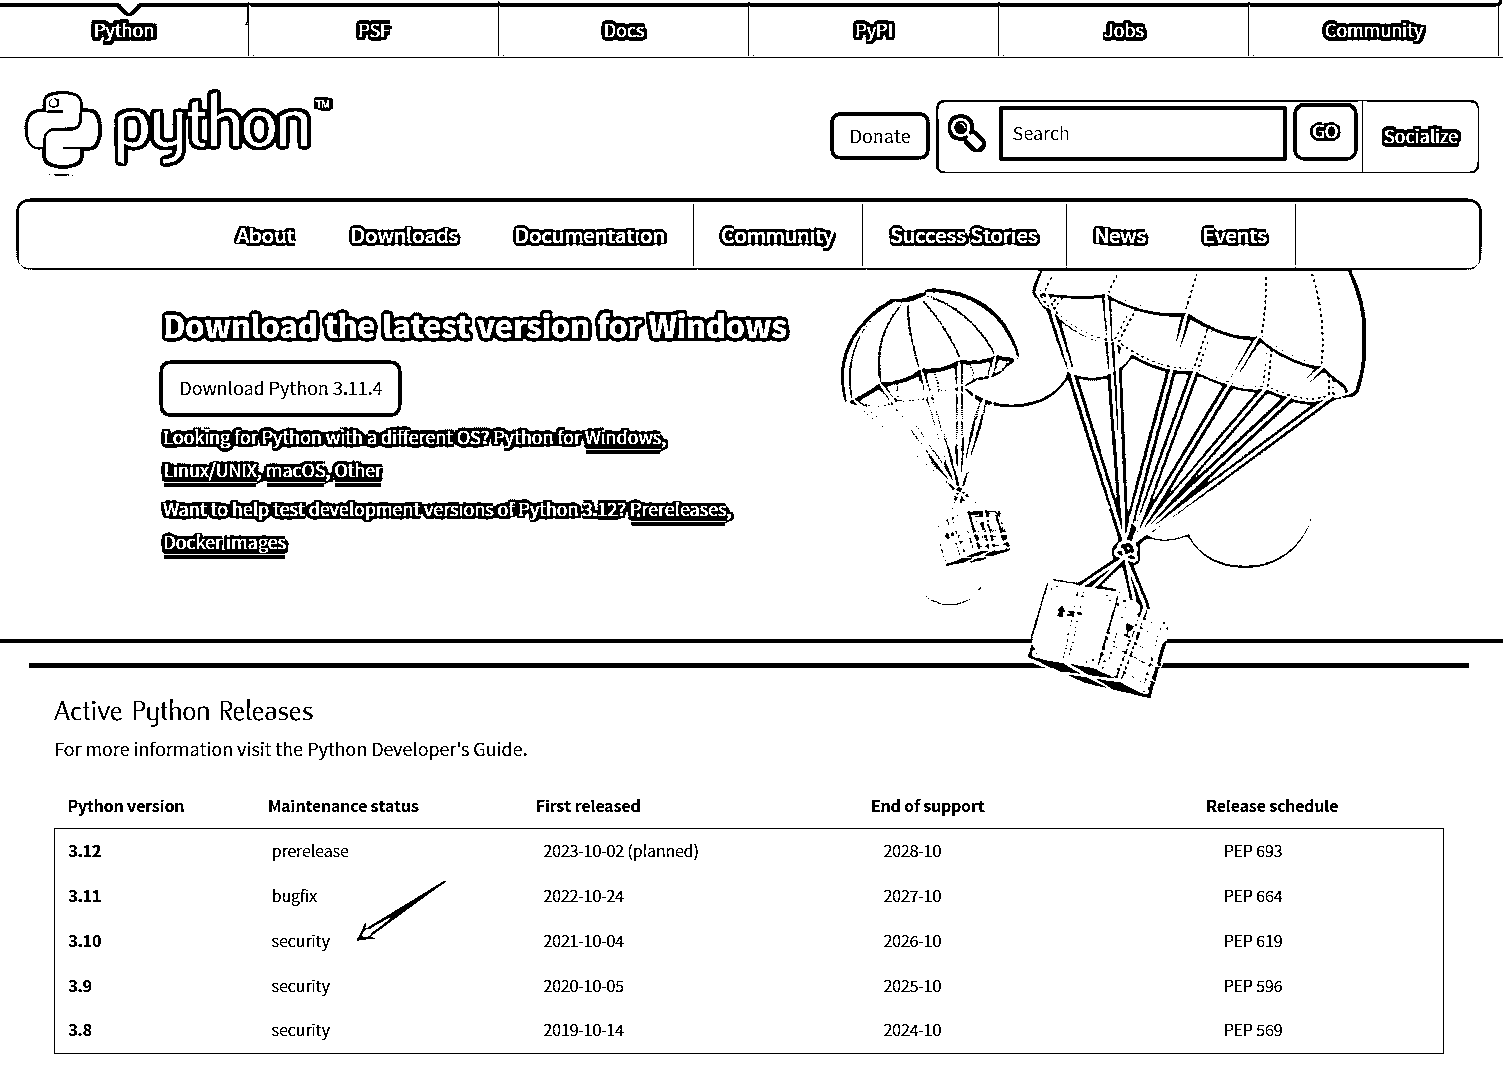 Python PSF Docs PyPI Jobs Community
python™
Donate Search GO Socialize
About Downloads Documentation Community Success Stories News Events
Download the latest version for Windows
Download Python 3.11.4
Looking for Python with a different OS? Python for Windows,
Linux/UNIX, macOS, Other
Want to help test development versions of Python 3.12? Prereleases,
Docker images
Active Python Releases
For more information visit the Python Developer's Guide.
Python version Maintenance status First released End of support Release schedule
3.12 prerelease 2023-10-02 (planned) 2028-10 PEP 693
3.11 bugfix 2022-10-24 2027-10 PEP 664
3.10 security 2021-10-04 2026-10 PEP 619
3.9 security 2020-10-05 2025-10 PEP 596
3.8 security 2019-10-14 2024-10 PEP 569